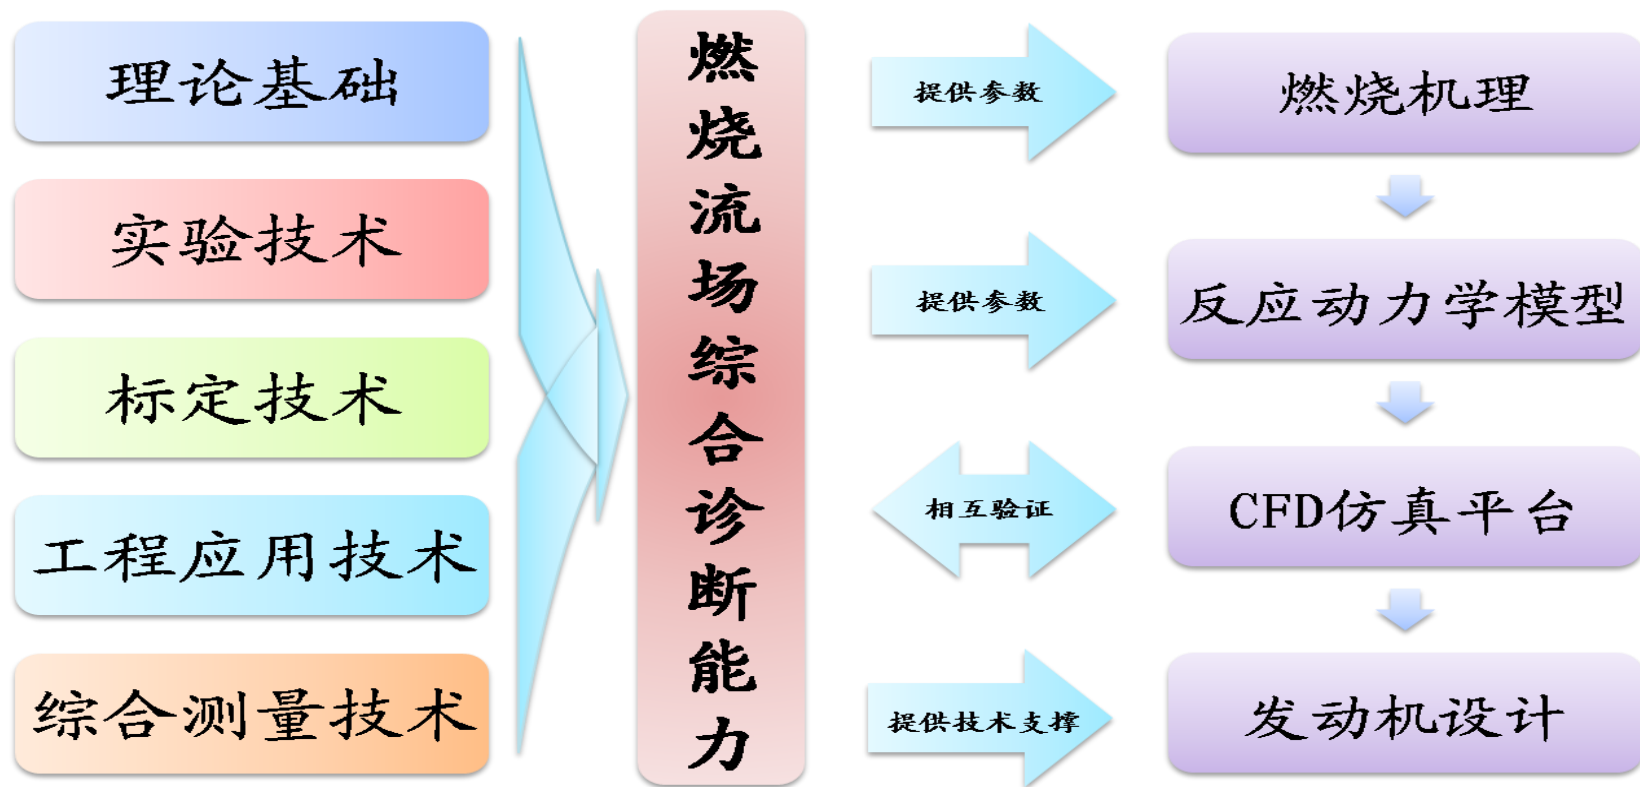 理论基础
实验技术
标定技术
工程应用技术
综合测量技术
燃烧流场综合诊断能力
提供参数
燃烧机理
提供参数
反应动力学模型
相互验证
CFD仿真平台
提供技术支撑
发动机设计